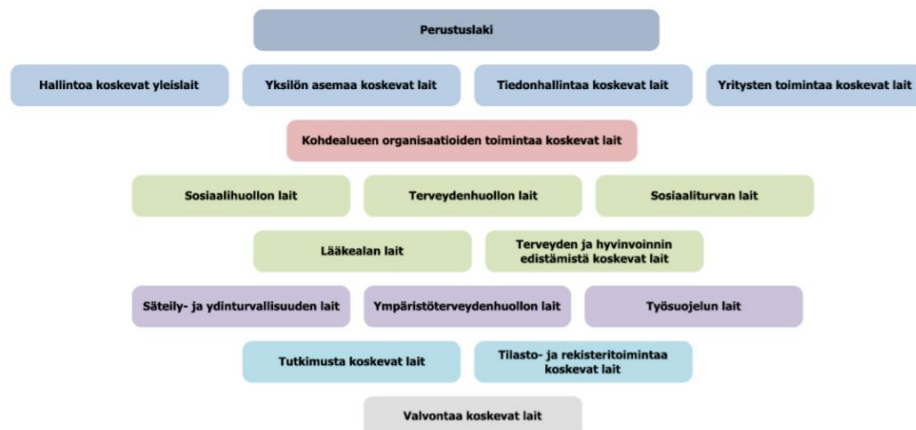 Perustuslaki
Hallintoa koskevat yleislait
Yksilön asemaa koskevat lait
Tiedonhallintaa koskevat lait
Yritysten toimintaa koskevat lait
Kohdealueen organisaatioiden toimintaa koskevat lait
Sosiaalihuollon lait
Terveydenhuollon lait
Sosiaaliturvan lait
Lääkealan lait
Terveyden ja hyvinvoinnin
edistämistä koskevat lait
Säteily- ja ydinturvallisuuden lait
Ympäristöterveydenhuollon lait
Työsuojelun lait
Tutkimusta koskevat lait
Tilasto- ja rekisteritoimintaa
koskevat lait
Valvontaa koskevat lait